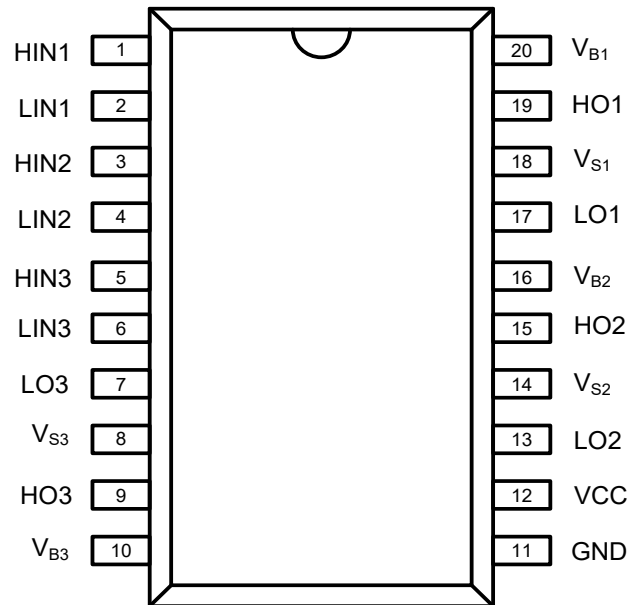 HIN1 1 20 VB1
LIN1 2 19 HO1
HIN2 3 18 VS1
LIN2 4 17 LO1
HIN3 5 16 VB2
LIN3 6 15 HO2
LO3 7 14 VS2
VS3 8 13 LO2
HO3 9 12 VCC
VB3 10 11 GND